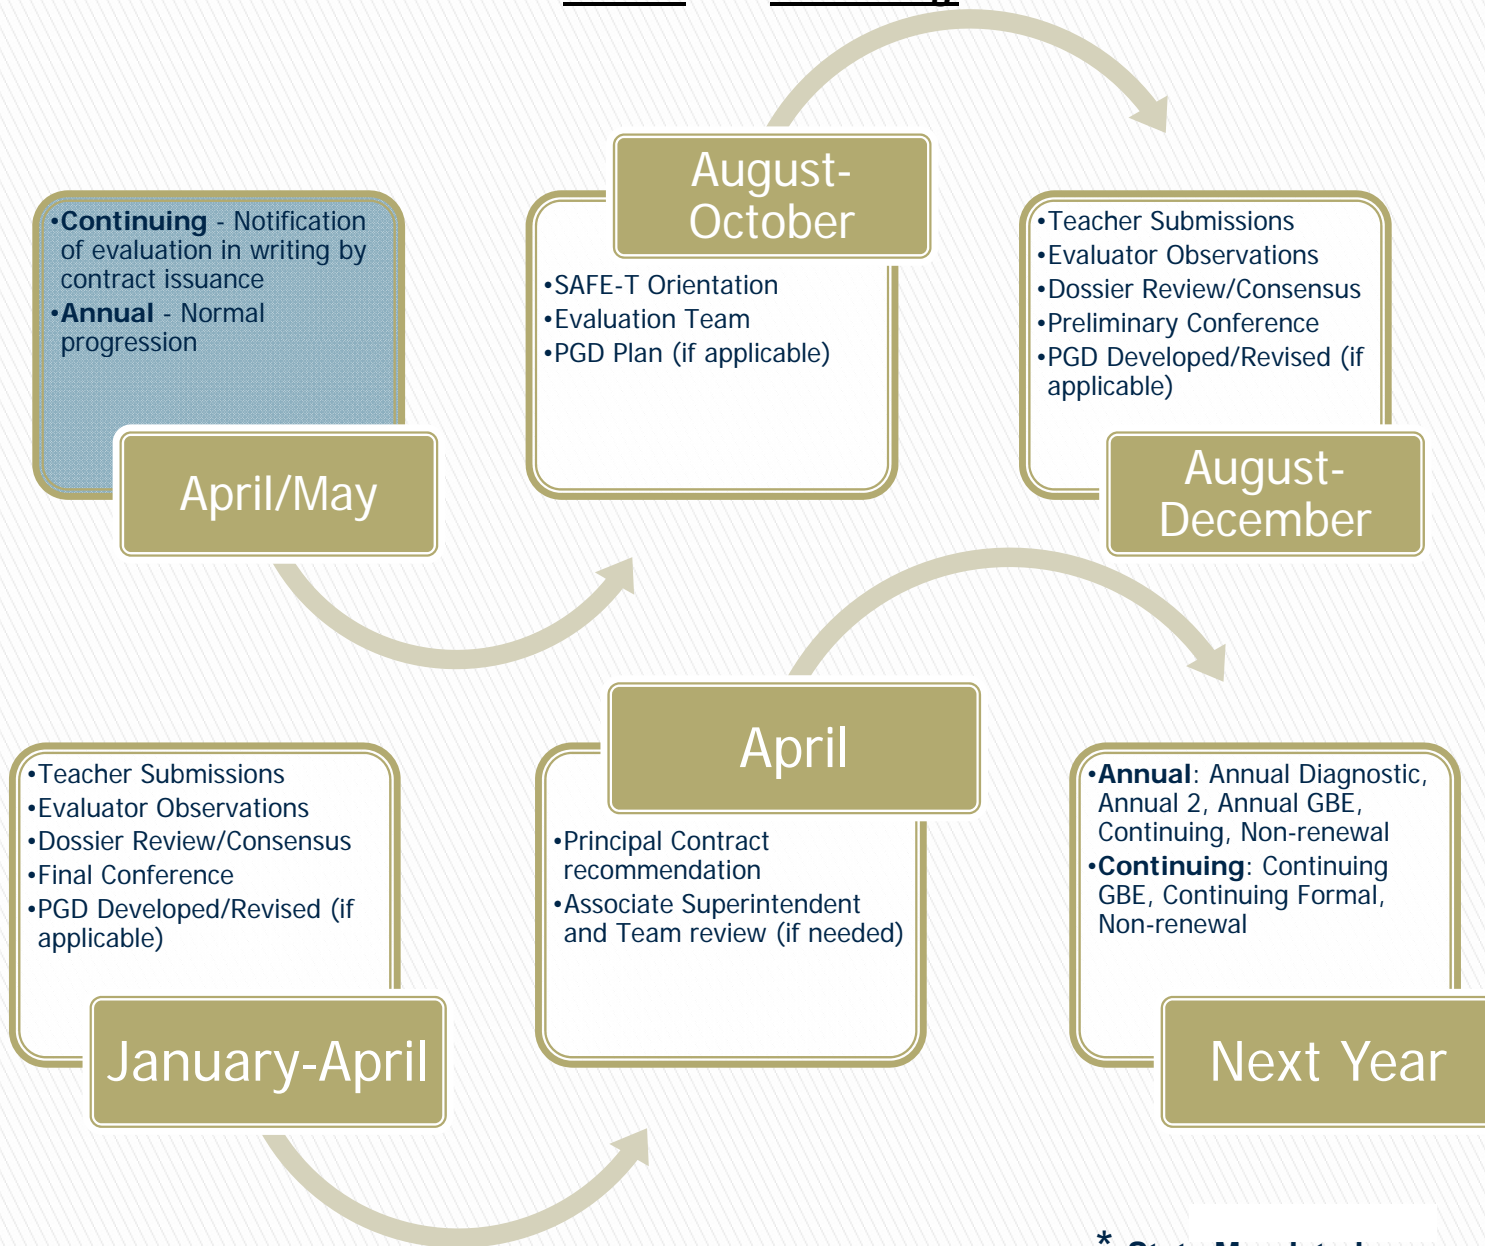 •Continuing - Notification
of evaluation in writing by
contract issuance
•Annual - Normal
progression
April/May
August-
October
•SAFE-T Orientation
•Evaluation Team
•PGD Plan (if applicable)
•Teacher Submissions
•Evaluator Observations
•Dossier Review/Consensus
•Preliminary Conference
•PGD Developed/Revised (if
applicable)
August-
December
•Teacher Submissions
•Evaluator Observations
•Dossier Review/Consensus
•Final Conference
•PGD Developed/Revised (if
applicable)
January-April
April
•Principal Contract
recommendation
•Associate Superintendent
and Team review (if needed)
•Annual: Annual Diagnostic,
Annual 2, Annual GBE,
Continuing, Non-renewal
•Continuing: Continuing
GBE, Continuing Formal,
Non-renewal
Next Year
*